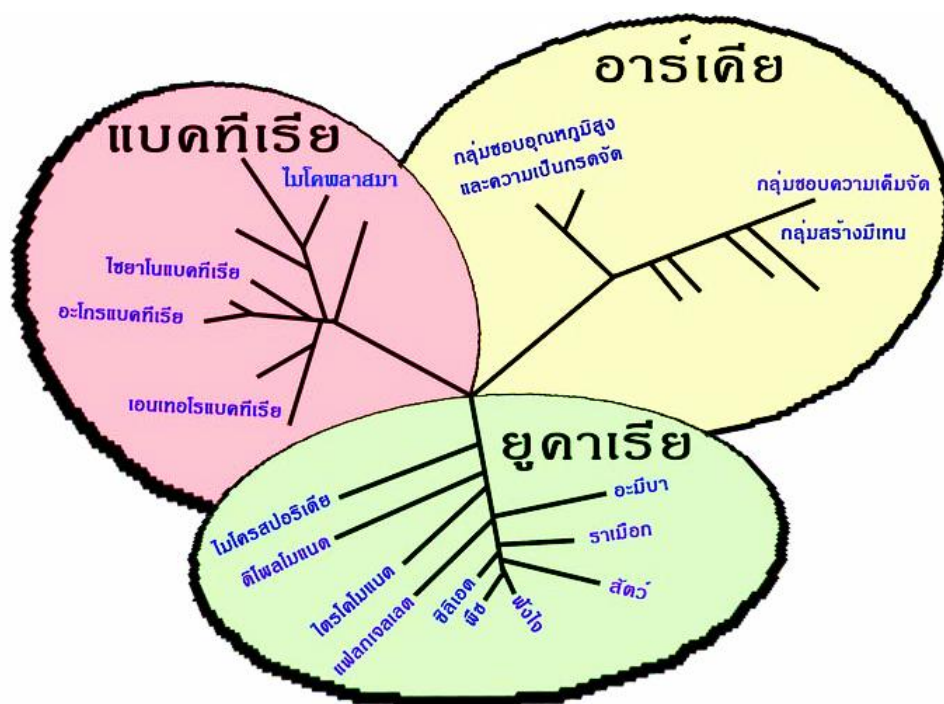 อาร์เคีย
แบคทีเรีย
กลุ่มชอบอุณหภูมิสูง
และความเป็นกรดจัด
ไมโคพลาสมา
กลุ่มชอบความเค็มจัด
กลุ่มสร้างมีเทน
ไซยาโนแบคทีเรีย
อะโกรแบคทีเรีย
เอนเทอโรแบคทีเรีย
ยูคาเรีย
อะมีบา
ไมโครสปอริเดีย
ราเมือก
ดิโพลโมแนด
สัตว์
ไตรโคโมแนด
แฟลกเจลเลต
ซิลิเอต
พืช
ฟังไจ